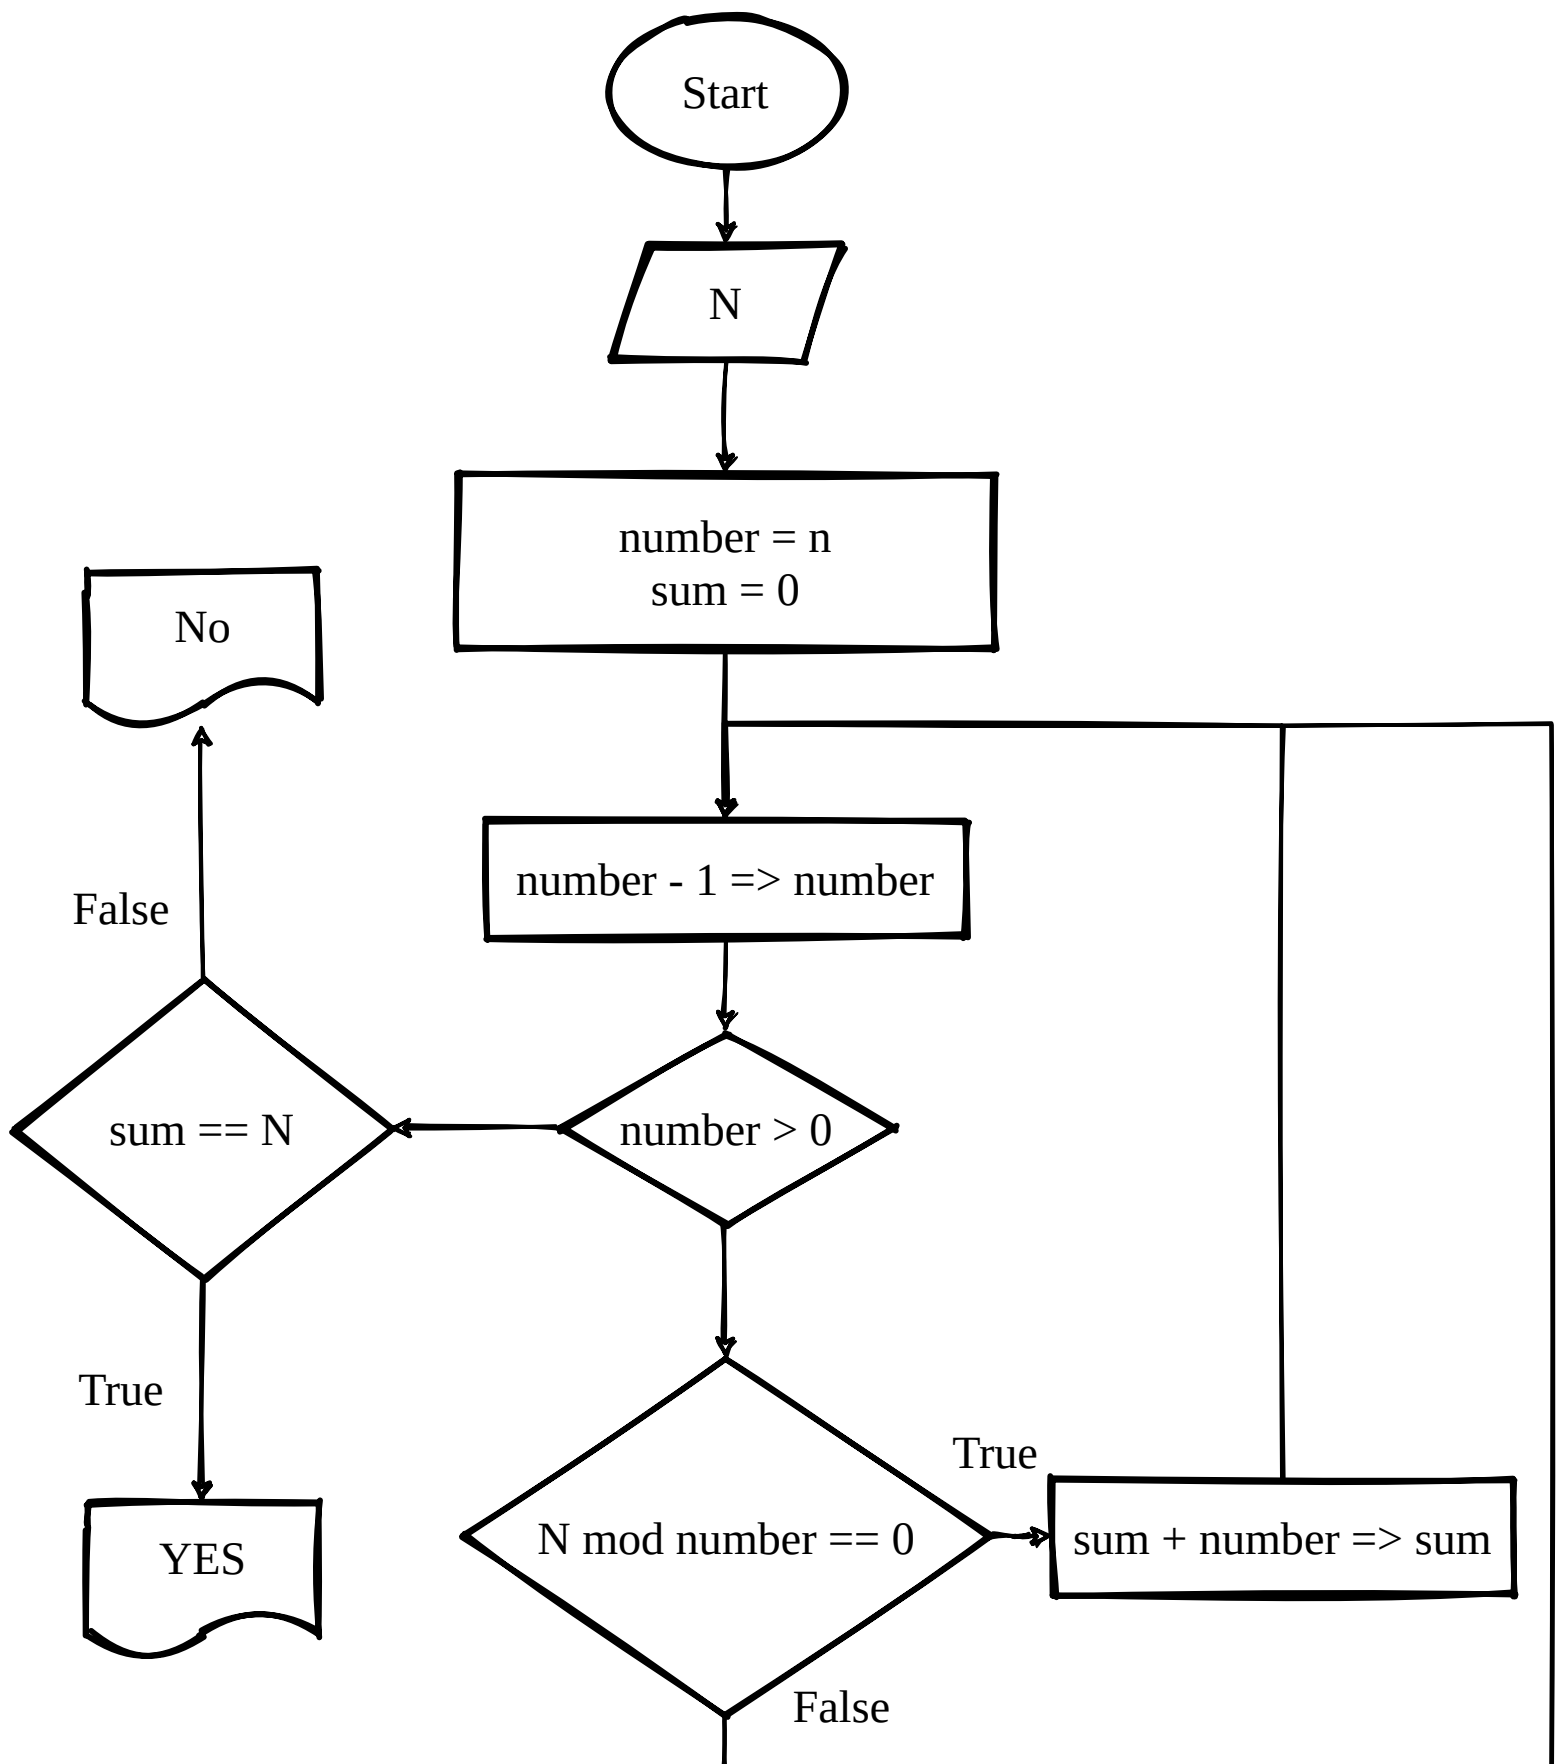 Start
N
number = n
sum = 0
No
number - 1 => number
False
sum == N
number > 0
True
True
YES
N mod number == 0
sum + number => sum
False